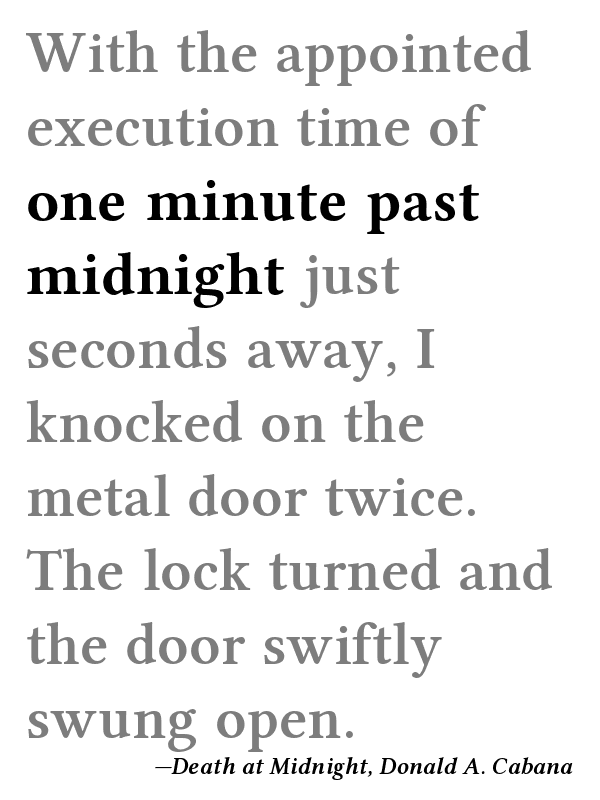 With the appointed
execution time of
one minute past
midnight just
seconds away, I
knocked on the
metal door twice.
The lock turned and
the door swiftly
swung open.
—Death at Midnight, Donald A. Cabana